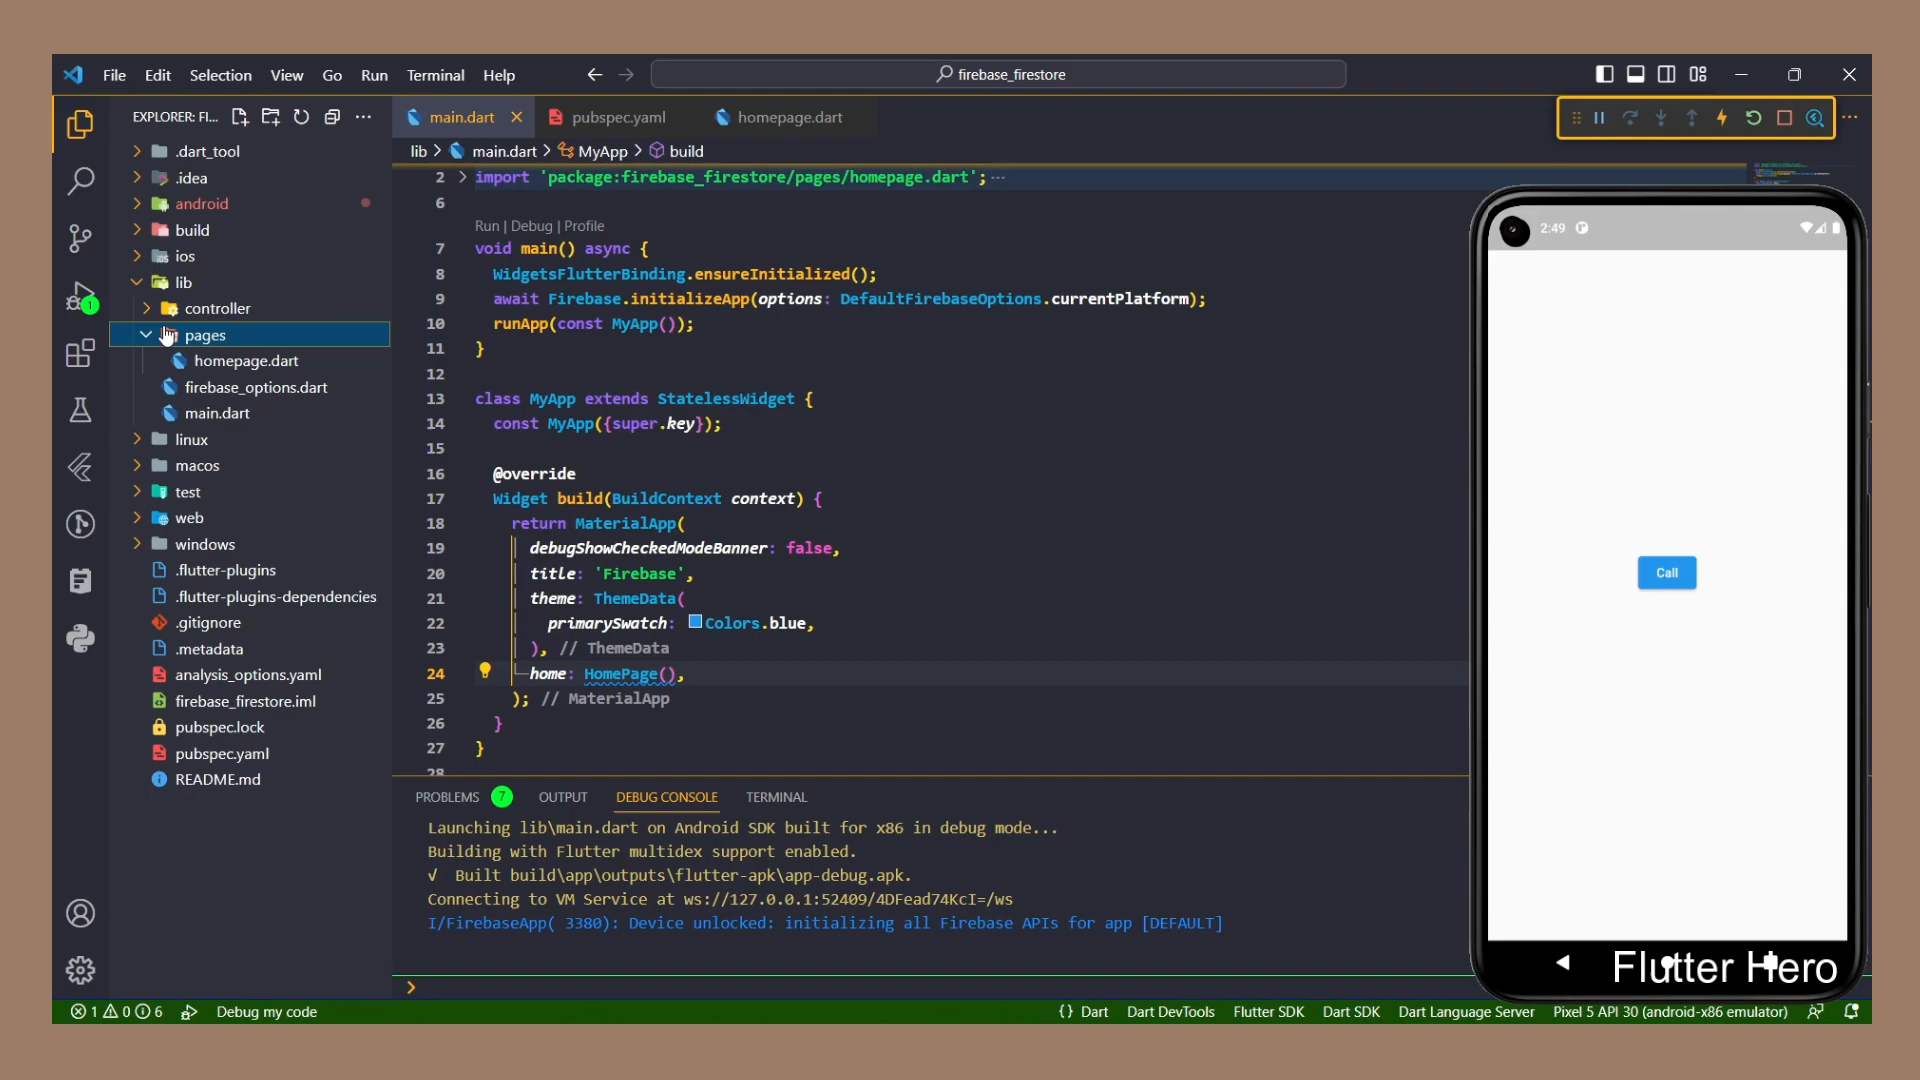 File Edit Selection View Go Run Terminal Help
firebase_firestore
EXPLORER: FI...
.dart_tool
.idea
android
build
ios
lib
controller
pages
homepage.dart
firebase_options.dart
main.dart
linux
macos
test
web
windows
.flutter-plugins
.flutter-plugins-dependencies
.gitignore
.metadata
analysis_options.yaml
firebase_firestore.iml
pubspec.lock
pubspec.yaml
README.md
1
main.dart pubspec.yaml homepage.dart
lib > main.dart > MyApp > build
2 > import 'package:firebase_firestore/pages/homepage.dart'; ...
6
Run | Debug | Profile
7 void main() async {
8 WidgetsFlutterBinding.ensureInitialized();
9 await Firebase.initializeApp(options: DefaultFirebaseOptions.currentPlatform);
10 runApp(const MyApp());
11 }
12
13 class MyApp extends StatelessWidget {
14 const MyApp({super.key});
15
16 @override
17 Widget build(BuildContext context) {
18 return MaterialApp(
19 debugShowCheckedModeBanner: false,
20 title: 'Firebase',
21 theme: ThemeData(
22 primarySwatch: Colors.blue,
23 ), // ThemeData
24 home: HomePage(),
25 ); // MaterialApp
26 }
27 }
28
PROBLEMS 7 OUTPUT DEBUG CONSOLE TERMINAL
Launching lib\main.dart on Android SDK built for x86 in debug mode...
Building with Flutter multidex support enabled.
√ Built build\app\outputs\flutter-apk\app-debug.apk.
Connecting to VM Service at ws://127.0.0.1:52409/4DFead74KcI=/ws
I/FirebaseApp( 3380): Device unlocked: initializing all Firebase APIs for app [DEFAULT]
>
2:49
Call
Flutter Hero
1 0 6 Debug my code
{} Dart Dart DevTools Flutter SDK Dart SDK Dart Language Server Pixel 5 API 30 (android-x86 emulator)